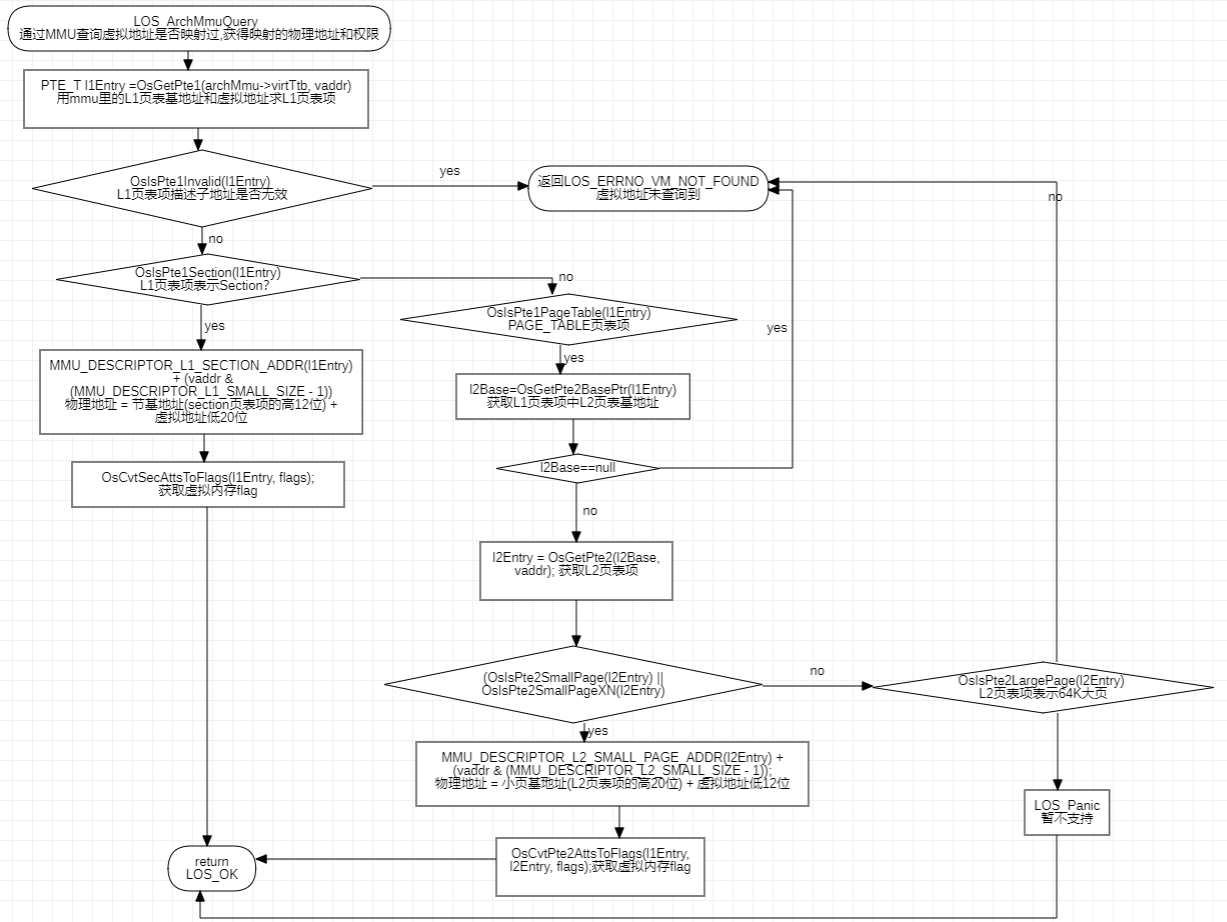 LOS_ArchMmuQuery
通过MMU查询虚拟地址是否映射过,获得映射的物理地址和权限
PTE_T l1Entry =OsGetPte1(archMmu->virtTtb, vaddr)
用mmu里的L1页表基地址和虚拟地址求L1页表项
OsIsPte1Invalid(l1Entry)
L1页表项描述子地址是否无效
yes
返回LOS_ERRNO_VM_NOT_FOUND
虚拟地址未查询到
no
no
OsIsPte1Section(l1Entry)
L1页表项表示Section?
no
OsIsPte1PageTable(l1Entry)
PAGE_TABLE页表项
yes
yes
yes
MMU_DESCRIPTOR_L1_SECTION_ADDR(l1Entry)
+ (vaddr &
(MMU_DESCRIPTOR_L1_SMALL_SIZE - 1))
物理地址 = 节基地址(section页表项的高12位) +
虚拟地址低20位
l2Base=OsGetPte2BasePtr(l1Entry)
获取L1页表项中L2页表基地址
OsCvtSecAttsToFlags(l1Entry, flags);
获取虚拟内存flag
l2Base==null
no
l2Entry = OsGetPte2(l2Base,
vaddr); 获取L2页表项
(OsIsPte2SmallPage(l2Entry) ||
OsIsPte2SmallPageXN(l2Entry)
no
OsIsPte2LargePage(l2Entry)
L2页表项表示64K大页
yes
MMU_DESCRIPTOR_L2_SMALL_PAGE_ADDR(l2Entry) +
(vaddr & (MMU_DESCRIPTOR_L2_SMALL_SIZE - 1));
物理地址 = 小页基地址(L2页表项的高20位) + 虚拟地址低12位
LOS_Panic
暂不支持
OsCvtPte2AttsToFlags(l1Entry,
l2Entry, flags);获取虚拟内存flag
return
LOS_OK